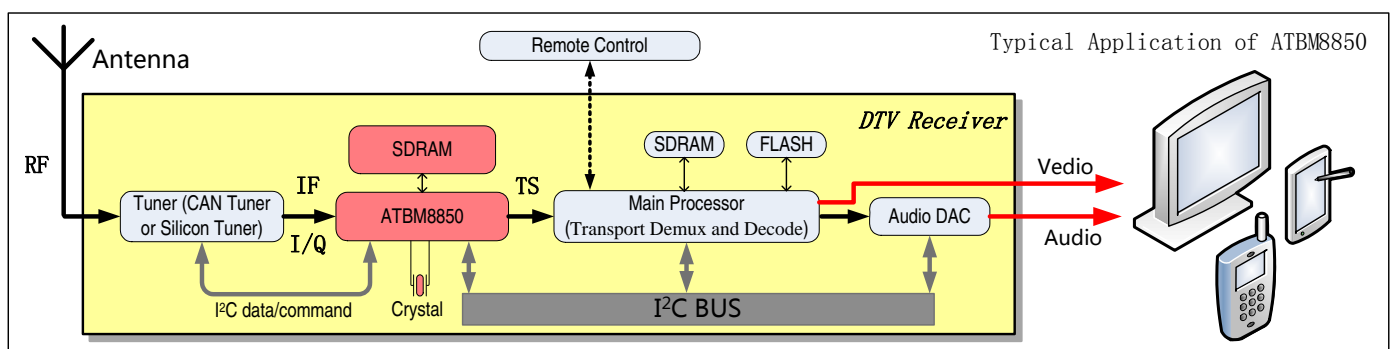 Typical Application of ATBM8850
Antenna
Remote Control
DTV Receiver
RF
SDRAM
SDRAM
FLASH
Vedio
IF
TS
Tuner (CAN Tuner
or Silicon Tuner)
ATBM8850
Main Processor
(Transport Demux and Decode)
Audio DAC
I/Q
Audio
I²C data/command
Crystal
I²C BUS